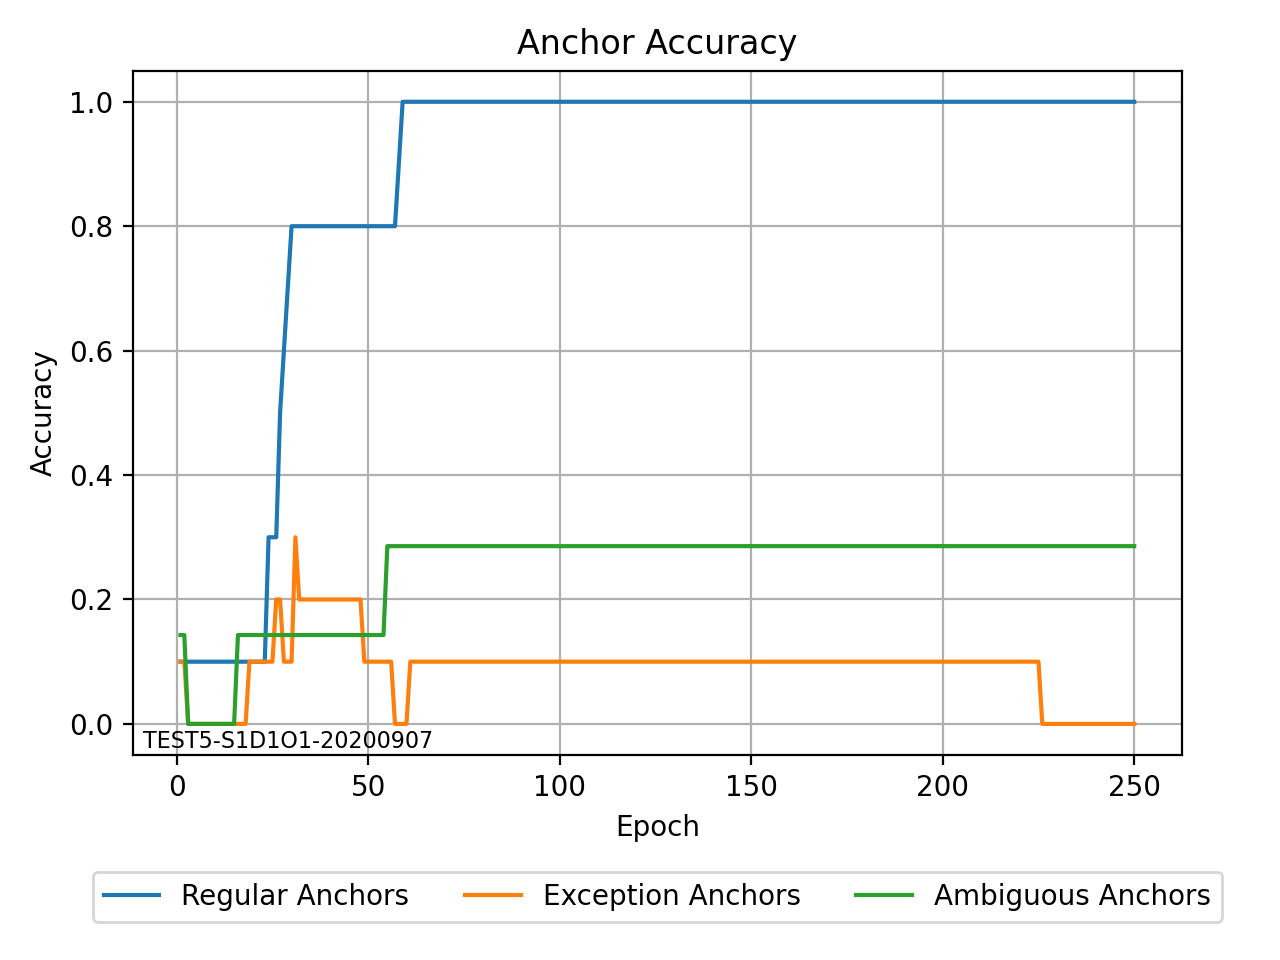 Anchor Accuracy
Accuracy
1.0
0.8
0.6
0.4
0.2
0.0
TEST5-S1D1O1-20200907
0 50 100 150 200 250
Epoch
Regular Anchors Exception Anchors Ambiguous Anchors